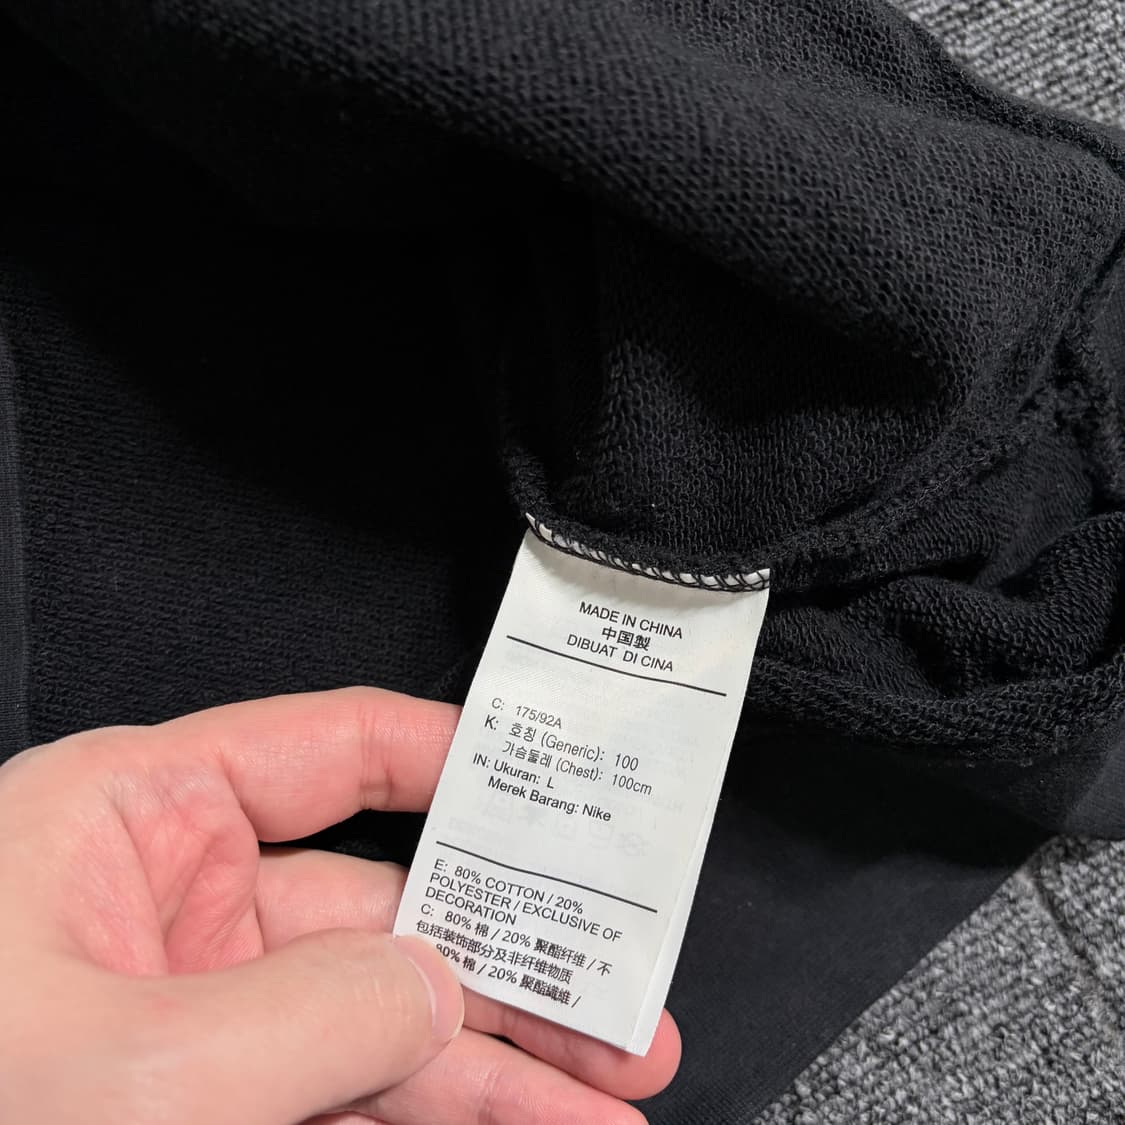 MADE IN CHINA
中国製
DIBUAT DI CINA
C: 175/92A
K: 호칭 (Generic): 100
가슴둘레 (Chest): 100cm
IN: Ukuran: L
Merek Barang: Nike
E: 80% COTTON / 20%
POLYESTER / EXCLUSIVE OF
DECORATION
C: 80% 棉 / 20% 聚酯纤维 / 不
包括装饰部分及非纤维物质
80% 棉 / 20% 聚酯纖維 /